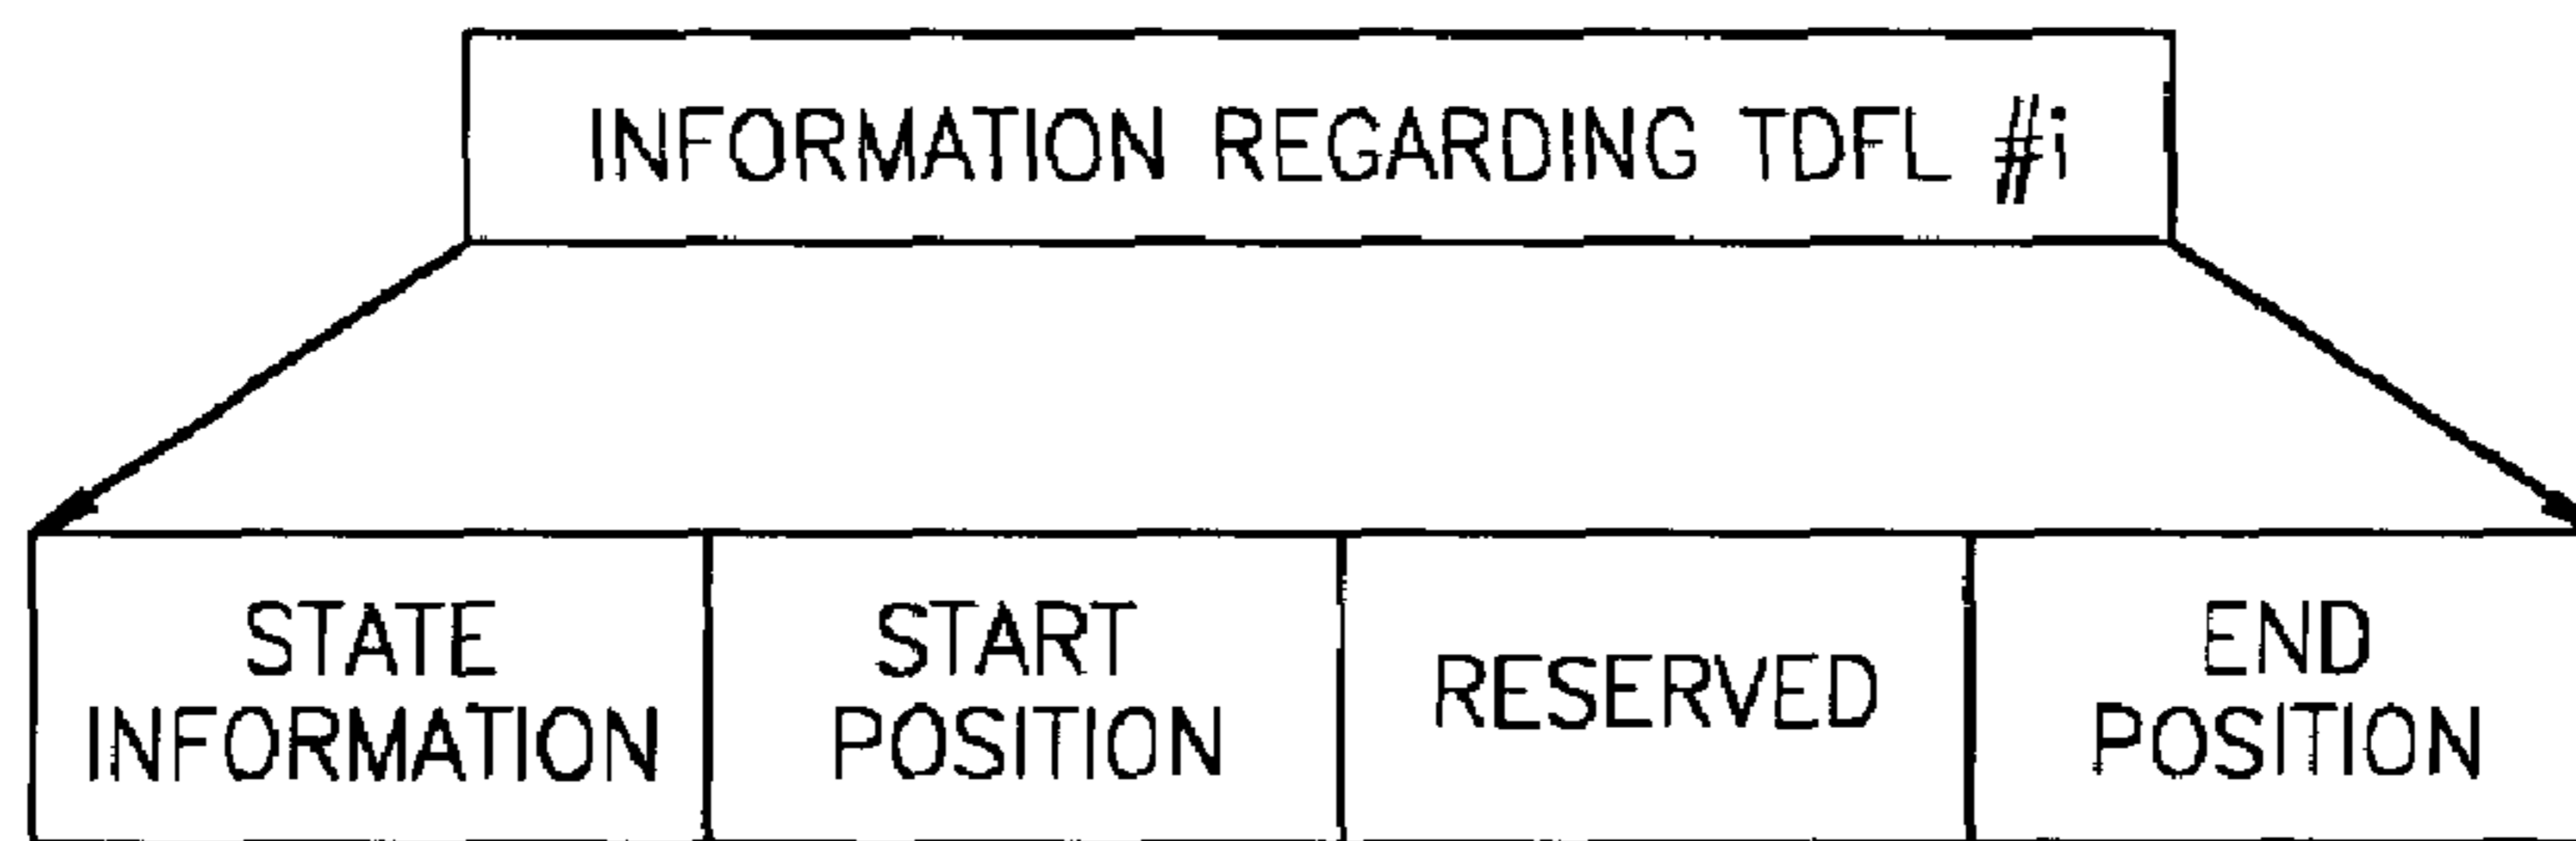 INFORMATION REGARDING TDFL #i
STATE
INFORMATION
START
POSITION
RESERVED
END
POSITION